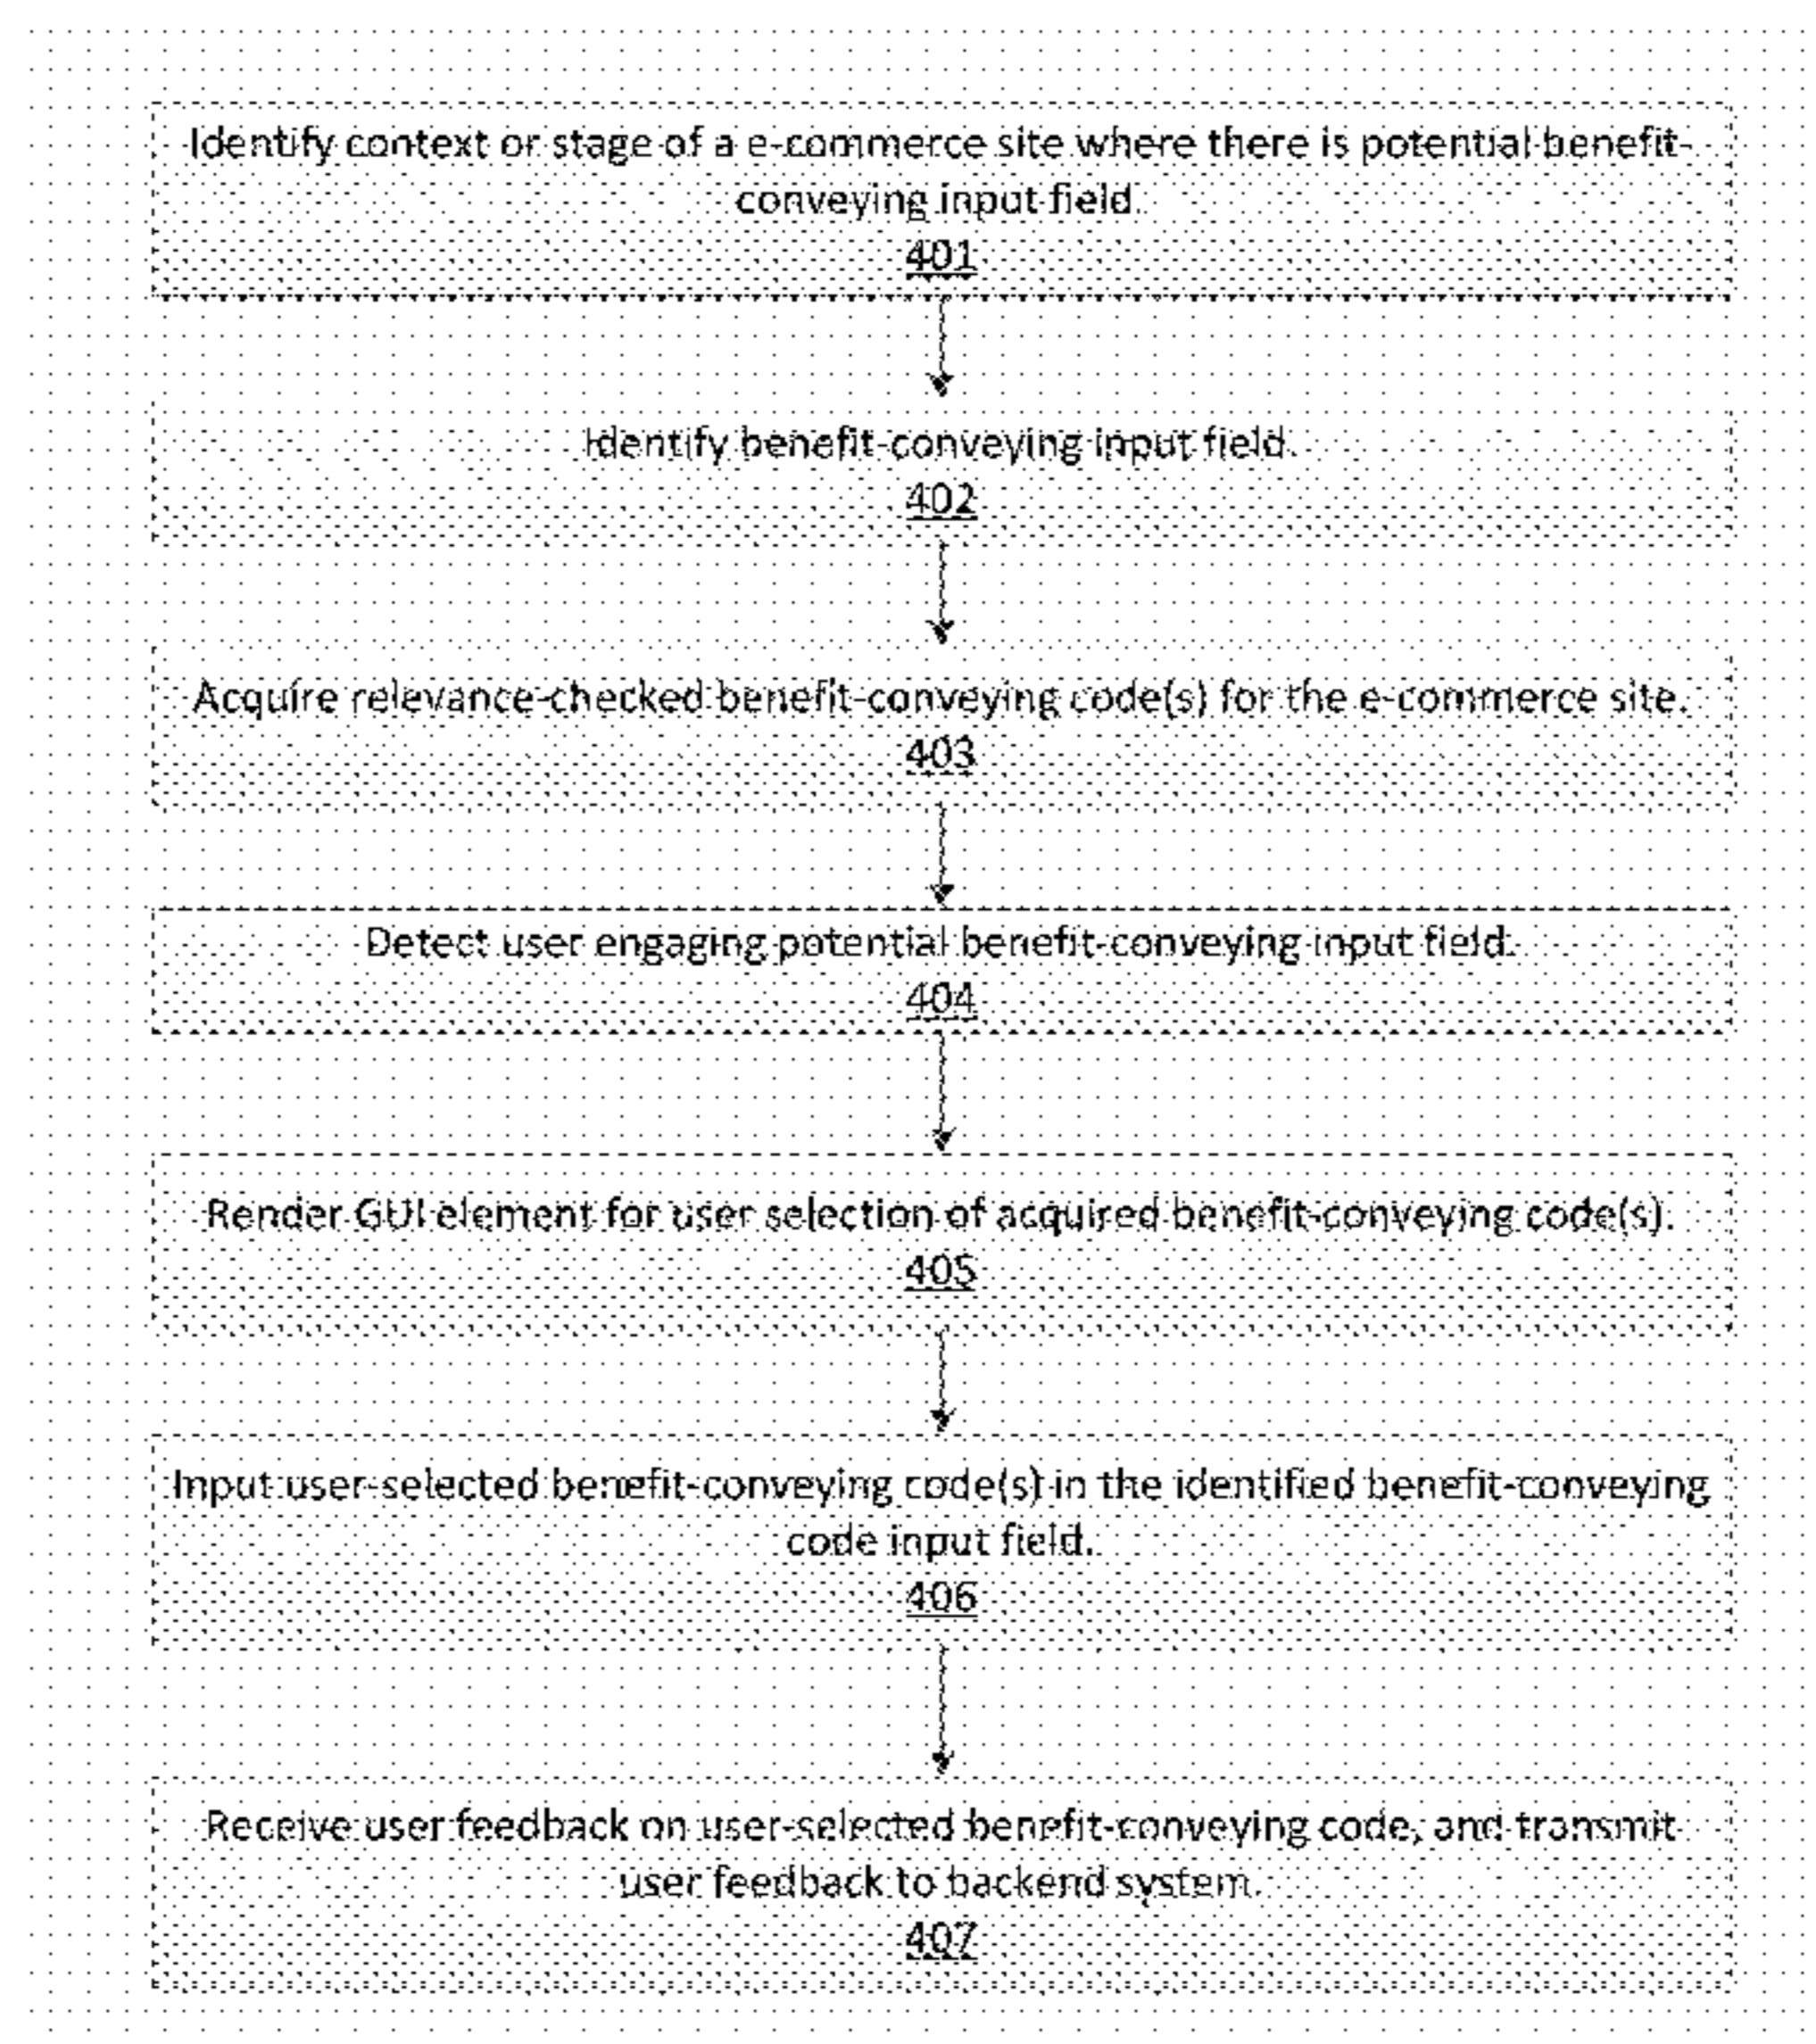 Identify context or stage of a e-commerce site where there is potential benefit-
conveying input field.
401
Identify benefit-conveying input field.
402
Acquire relevance-checked benefit-conveying code(s) for the e-commerce site.
403
Detect user engaging potential benefit-conveying input field.
404
Render GUI element for user selection of acquired benefit-conveying code(s).
405
Input user-selected benefit-conveying code(s) in the identified benefit-conveying
code input field.
406
Receive user feedback on user-selected benefit-conveying code, and transmit
user feedback to backend system.
407